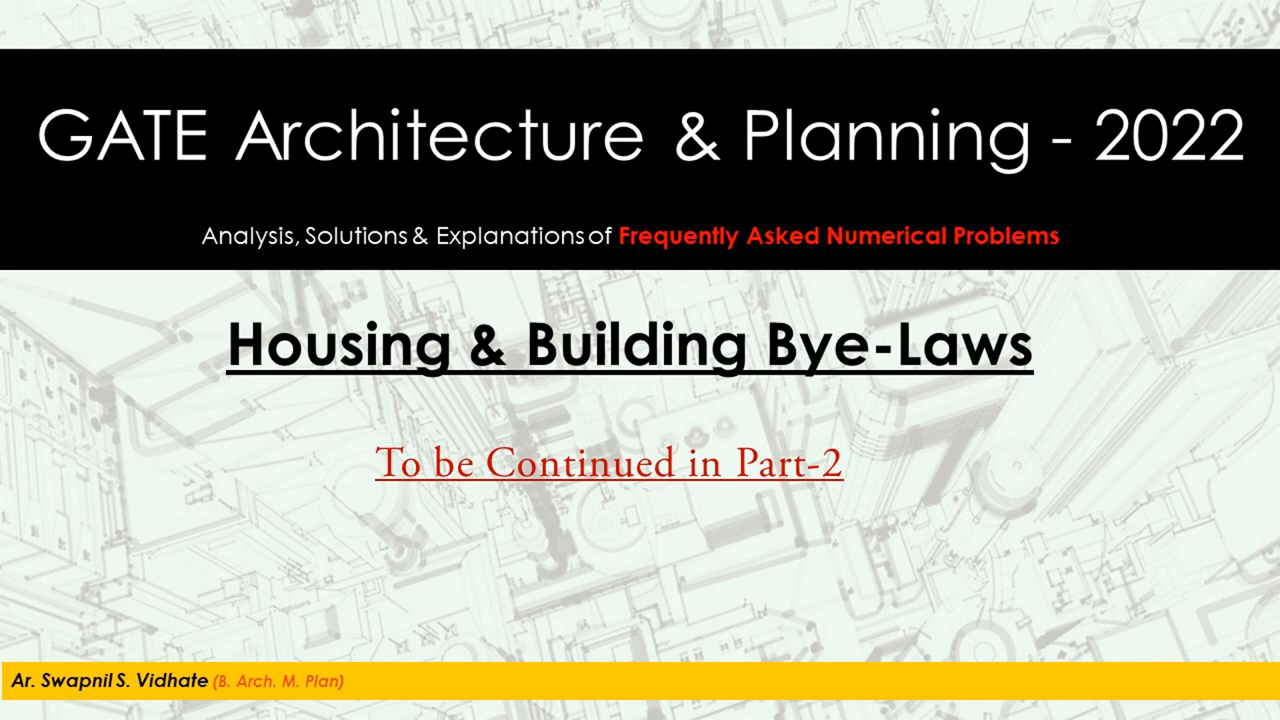 GATE Architecture & Planning - 2022
Analysis, Solutions & Explanations of Frequently Asked Numerical Problems
Housing & Building Bye-Laws
To be Continued in Part-2
Ar. Swapnil S. Vidhate (B. Arch. M. Plan)